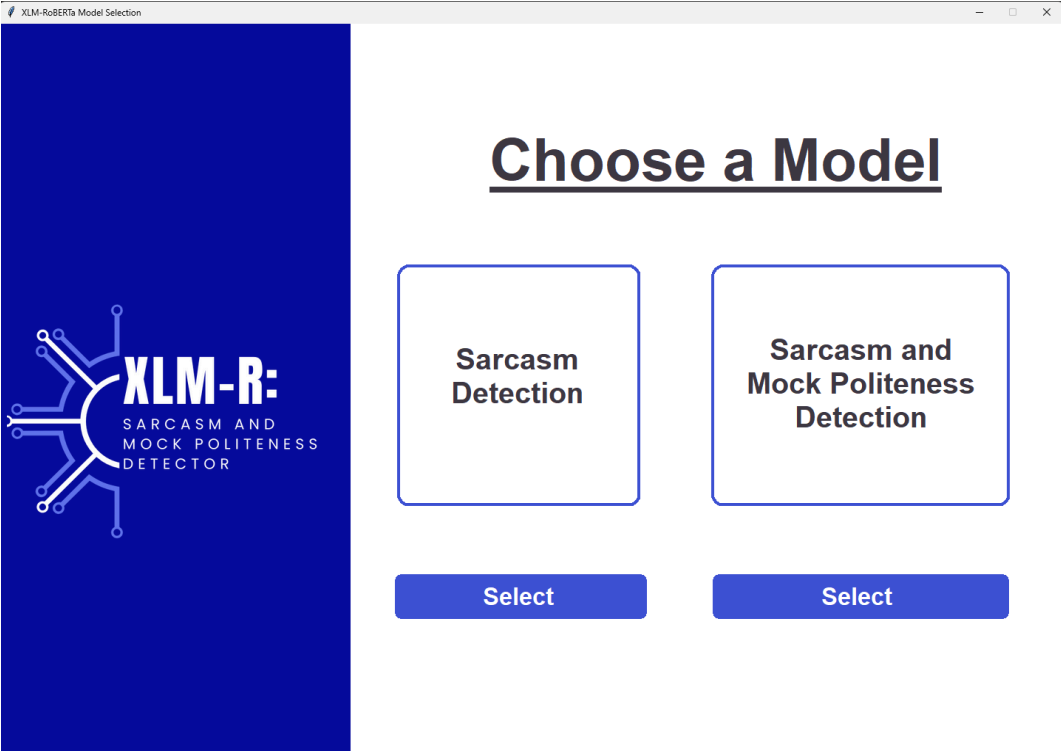 XLM-RoBERTa Model Selection
XLM-R:
SARCASM AND
MOCK POLITENESS
DETECTOR
Choose a Model
Sarcasm
Detection
Select
Sarcasm and
Mock Politeness
Detection
Select